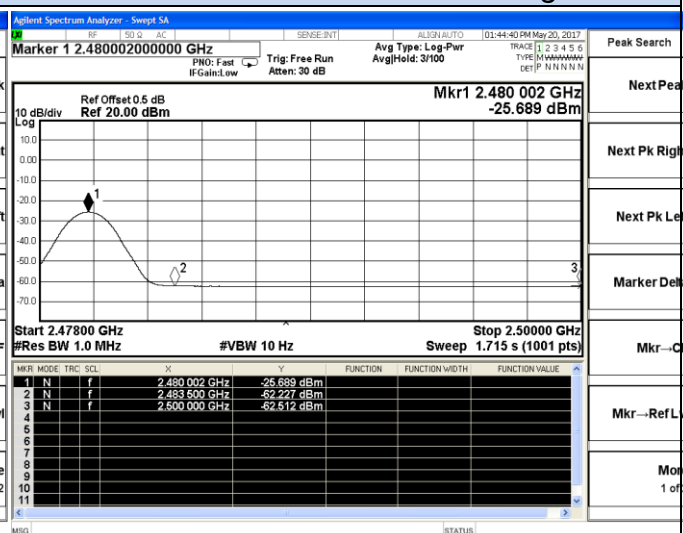 Agilent Spectrum Analyzer - Swept SA
RF 50 Ω AC SENSE:INT ALIGN AUTO 01:44:40 PM May 20, 2017
Marker 1 2.480002000000 GHz
PNO: Fast
IFGain:Low
Trig: Free Run
Atten: 30 dB
Avg Type: Log-Pwr
Avg|Hold: 3/100
TRACE 1 2 3 4 5 6
TYPE M WWWWW
DET P N N N N N
Peak Search
Next Pea
Next Pk Righ
Next Pk Le
Marker Delt
Mkr→C
Mkr→Ref Lv
Mor
1 of
Ref Offset 0.5 dB
10 dB/div Ref 20.00 dBm
Log
Mkr1 2.480 002 GHz
-25.689 dBm
10.0
0.00
-10.0
-20.0
-30.0
-40.0
-50.0
-60.0
-70.0
1
2
3
Start 2.47800 GHz Stop 2.50000 GHz
#Res BW 1.0 MHz #VBW 10 Hz Sweep 1.715 s (1001 pts)
MKR MODE TRC SCL X Y FUNCTION FUNCTION WIDTH FUNCTION VALUE
1 N f 2.480 002 GHz -25.689 dBm
2 N f 2.483 500 GHz -62.227 dBm
3 N f 2.500 000 GHz -62.512 dBm
4
5
6
7
8
9
10
11
MSG STATUS